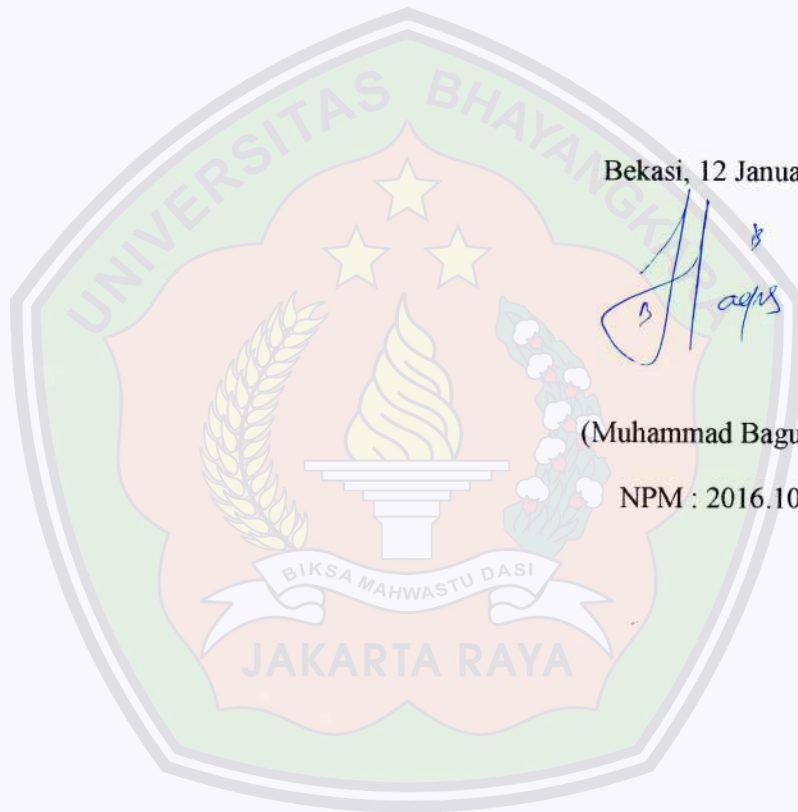 UNIVERSITAS BHAYANGKARA
Bekasi, 12 Janua
(Muhammad Bagu
NPM : 2016.10
BIKSA MAHWASTU DASI
JAKARTA RAYA